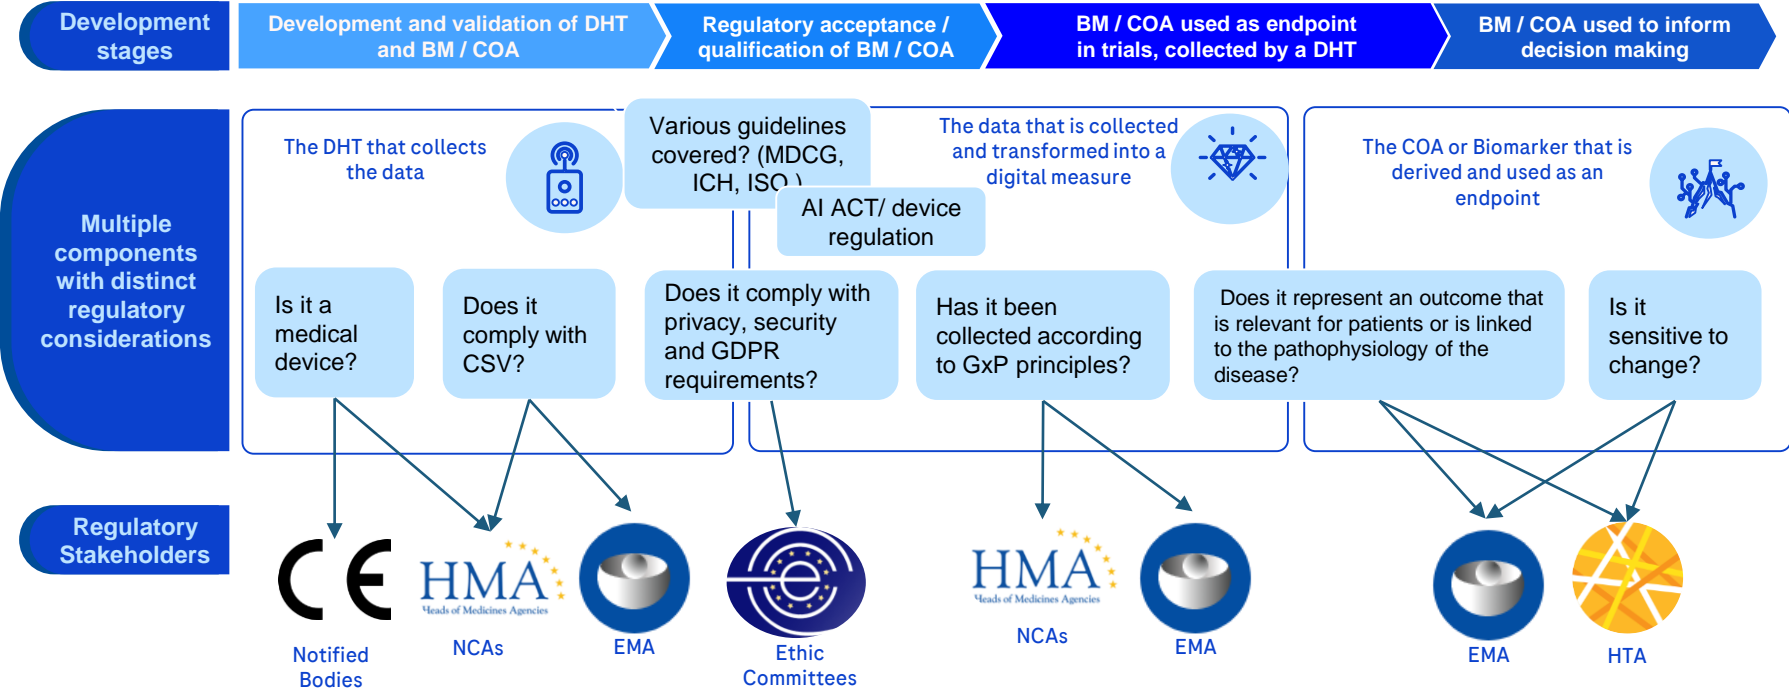 Development
stages
Development and validation of DHT
and BM / COA
Regulatory acceptance /
qualification of BM / COA
BM / COA used as endpoint
in trials, collected by a DHT
BM / COA used to inform
decision making
Multiple
components
with distinct
regulatory
considerations
The DHT that collects
the data
Various guidelines
covered? (MDCG,
ICH, ISO )
AI ACT/ device
regulation
The data that is collected
and transformed into a
digital measure
The COA or Biomarker that is
derived and used as an
endpoint
Is it a
medical
device?
Does it
comply with
CSV?
Does it comply with
privacy, security
and GDPR
requirements?
Has it been
collected according
to GxP principles?
Does it represent an outcome that
is relevant for patients or is linked
to the pathophysiology of the
disease?
Is it
sensitive to
change?
Regulatory
Stakeholders
CE
Notified
Bodies
HMA
Heads of Medicines Agencies
NCAs
EMA
e
Ethic
Committees
HMA
Heads of Medicines Agencies
NCAs
EMA
EMA
HTA